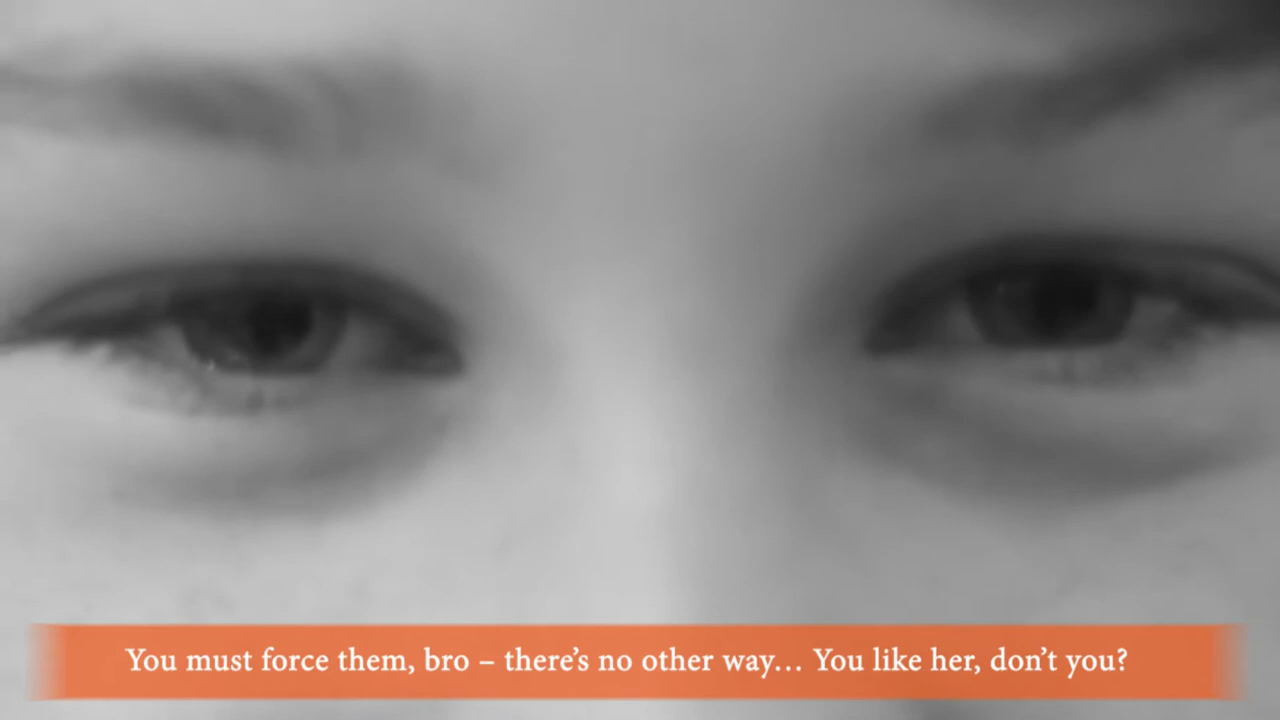 You must force them, bro – there’s no other way… You like her, don’t you?